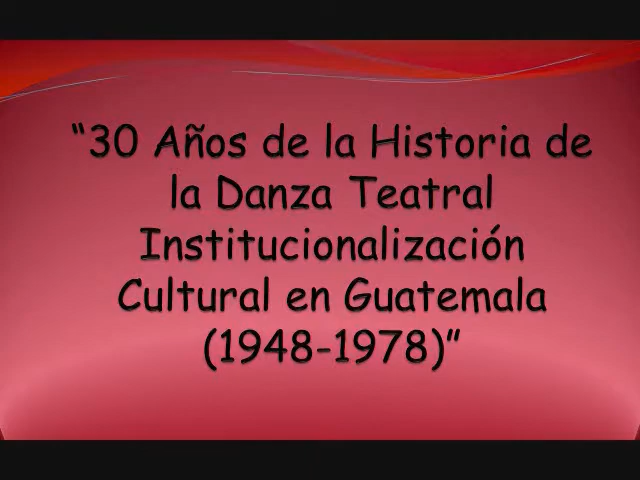 “30 Años de la Historia de
la Danza Teatral
Institucionalización
Cultural en Guatemala
(1948-1978)”